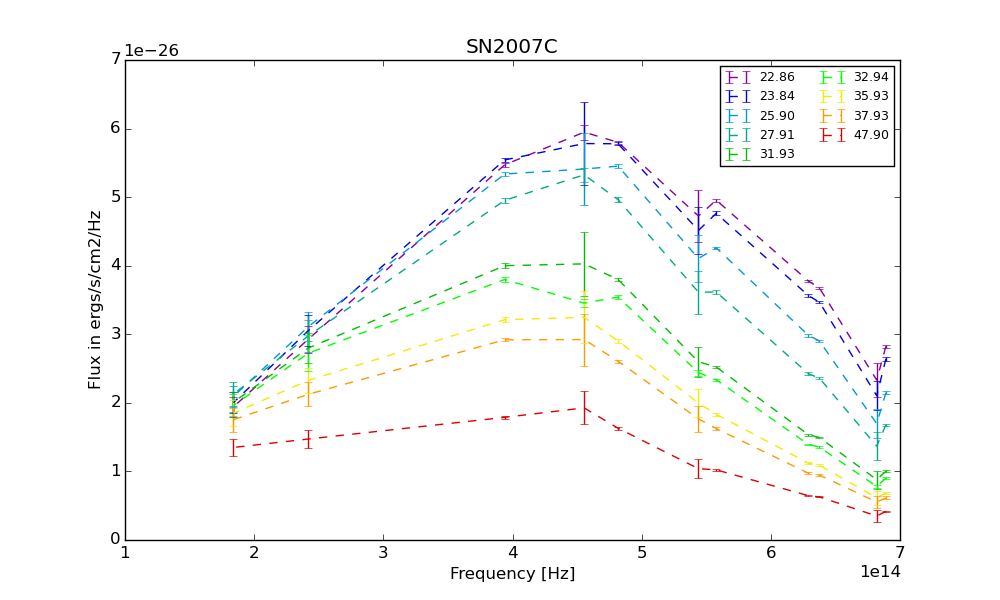 SN2007C
1e−26
7
6
5
4
3
2
1
0
Flux in ergs/s/cm2/Hz
22.86
23.84
25.90
27.91
31.93
32.94
35.93
37.93
47.90
1 2 3 4 5 6 7
Frequency [Hz]
1e14